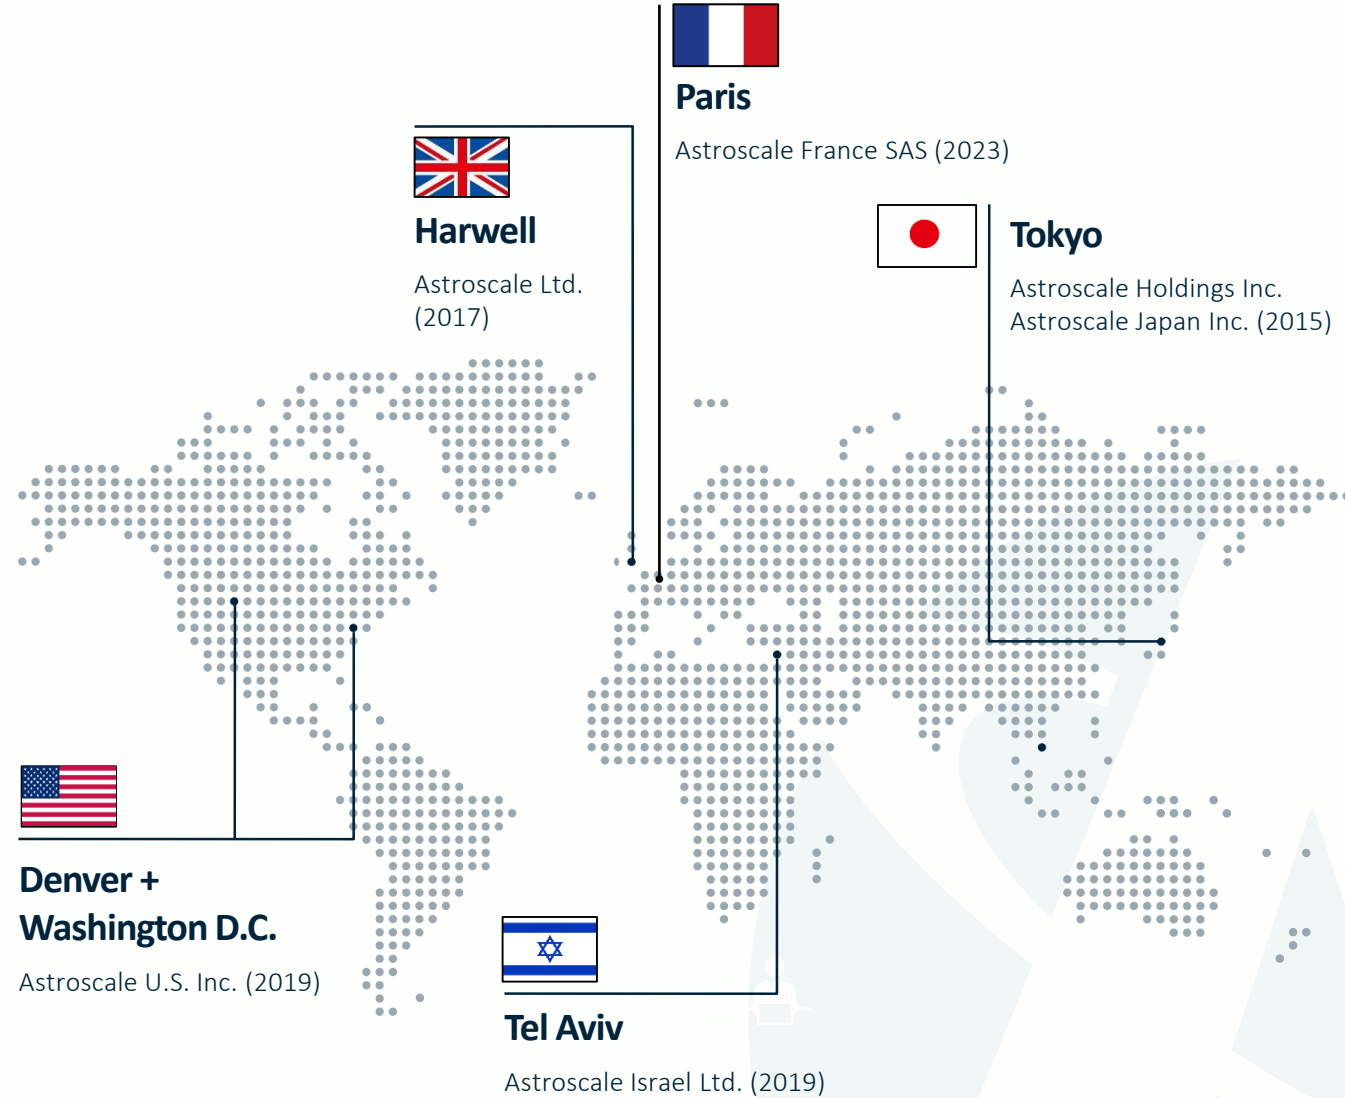 Paris
Astroscale France SAS (2023)
Harwell
Astroscale Ltd.
(2017)
Tokyo
Astroscale Holdings Inc.
Astroscale Japan Inc. (2015)
Denver +
Washington D.C.
Astroscale U.S. Inc. (2019)
Tel Aviv
Astroscale Israel Ltd. (2019)